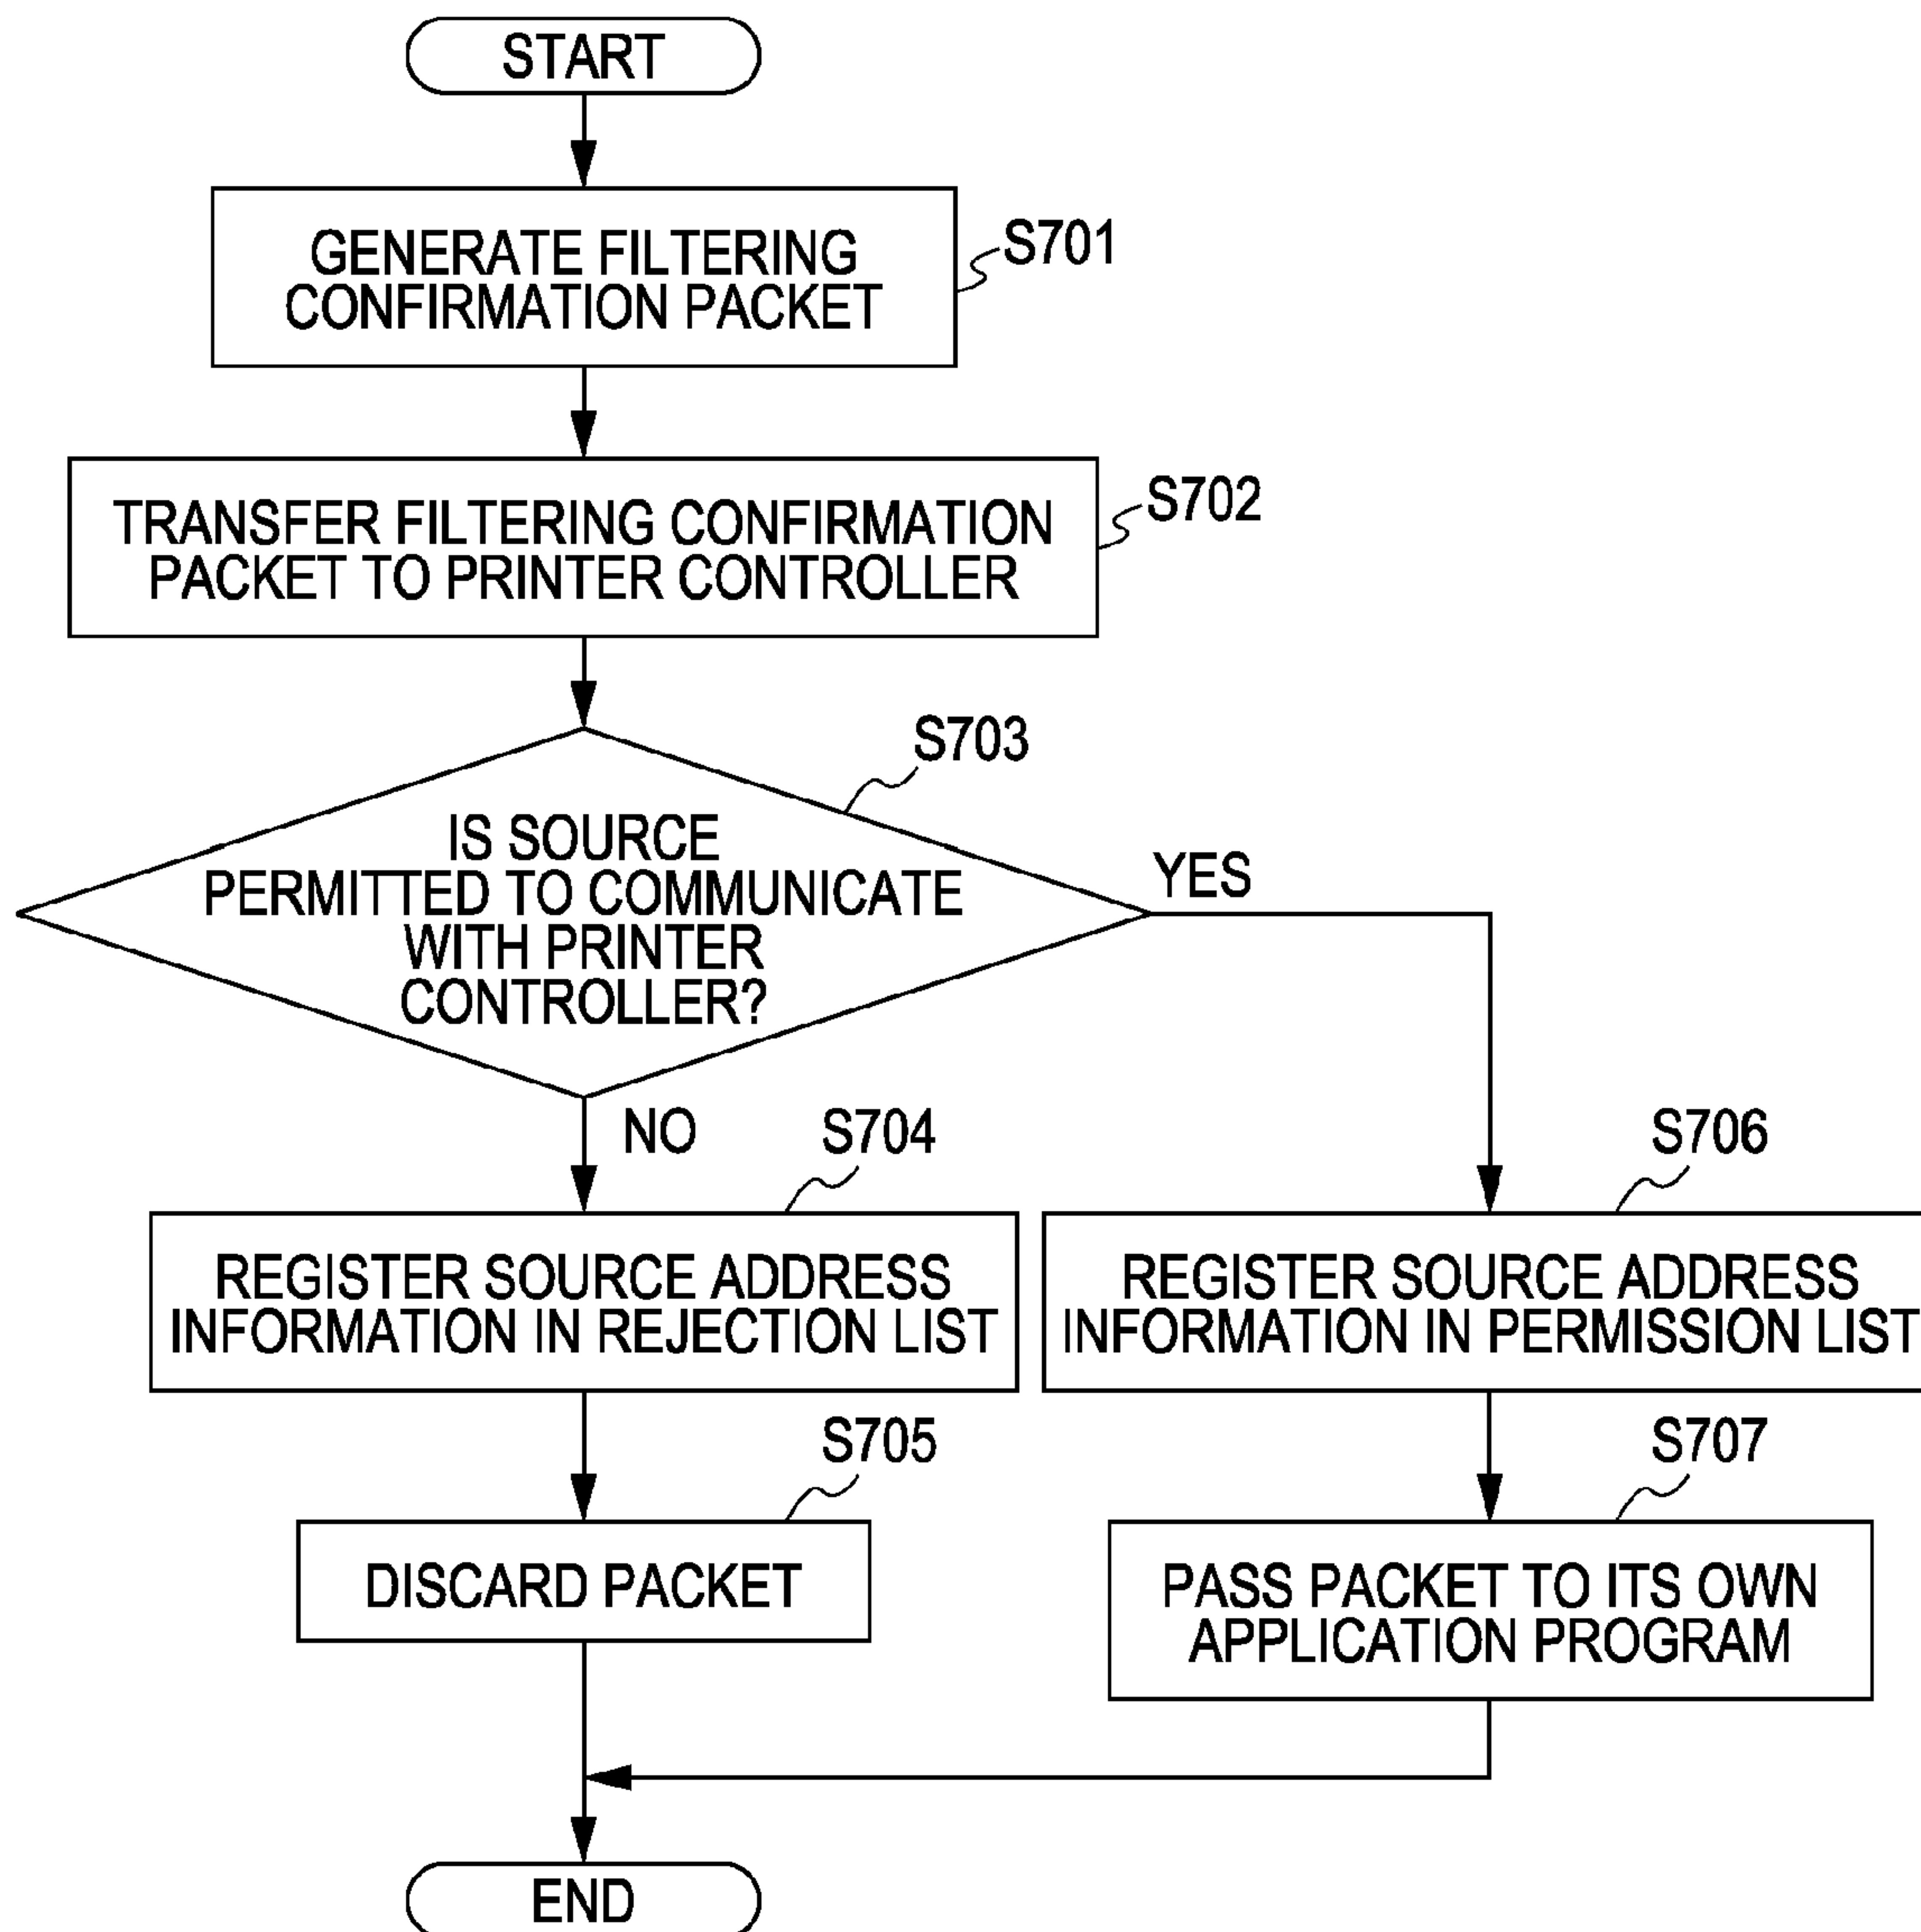 START
GENERATE FILTERING
CONFIRMATION PACKET
S701
TRANSFER FILTERING CONFIRMATION
PACKET TO PRINTER CONTROLLER
S702
S703
IS SOURCE
PERMITTED TO COMMUNICATE
WITH PRINTER
CONTROLLER?
YES
NO
S704
REGISTER SOURCE ADDRESS
INFORMATION IN REJECTION LIST
S706
REGISTER SOURCE ADDRESS
INFORMATION IN PERMISSION LIST
S705
DISCARD PACKET
S707
PASS PACKET TO ITS OWN
APPLICATION PROGRAM
END